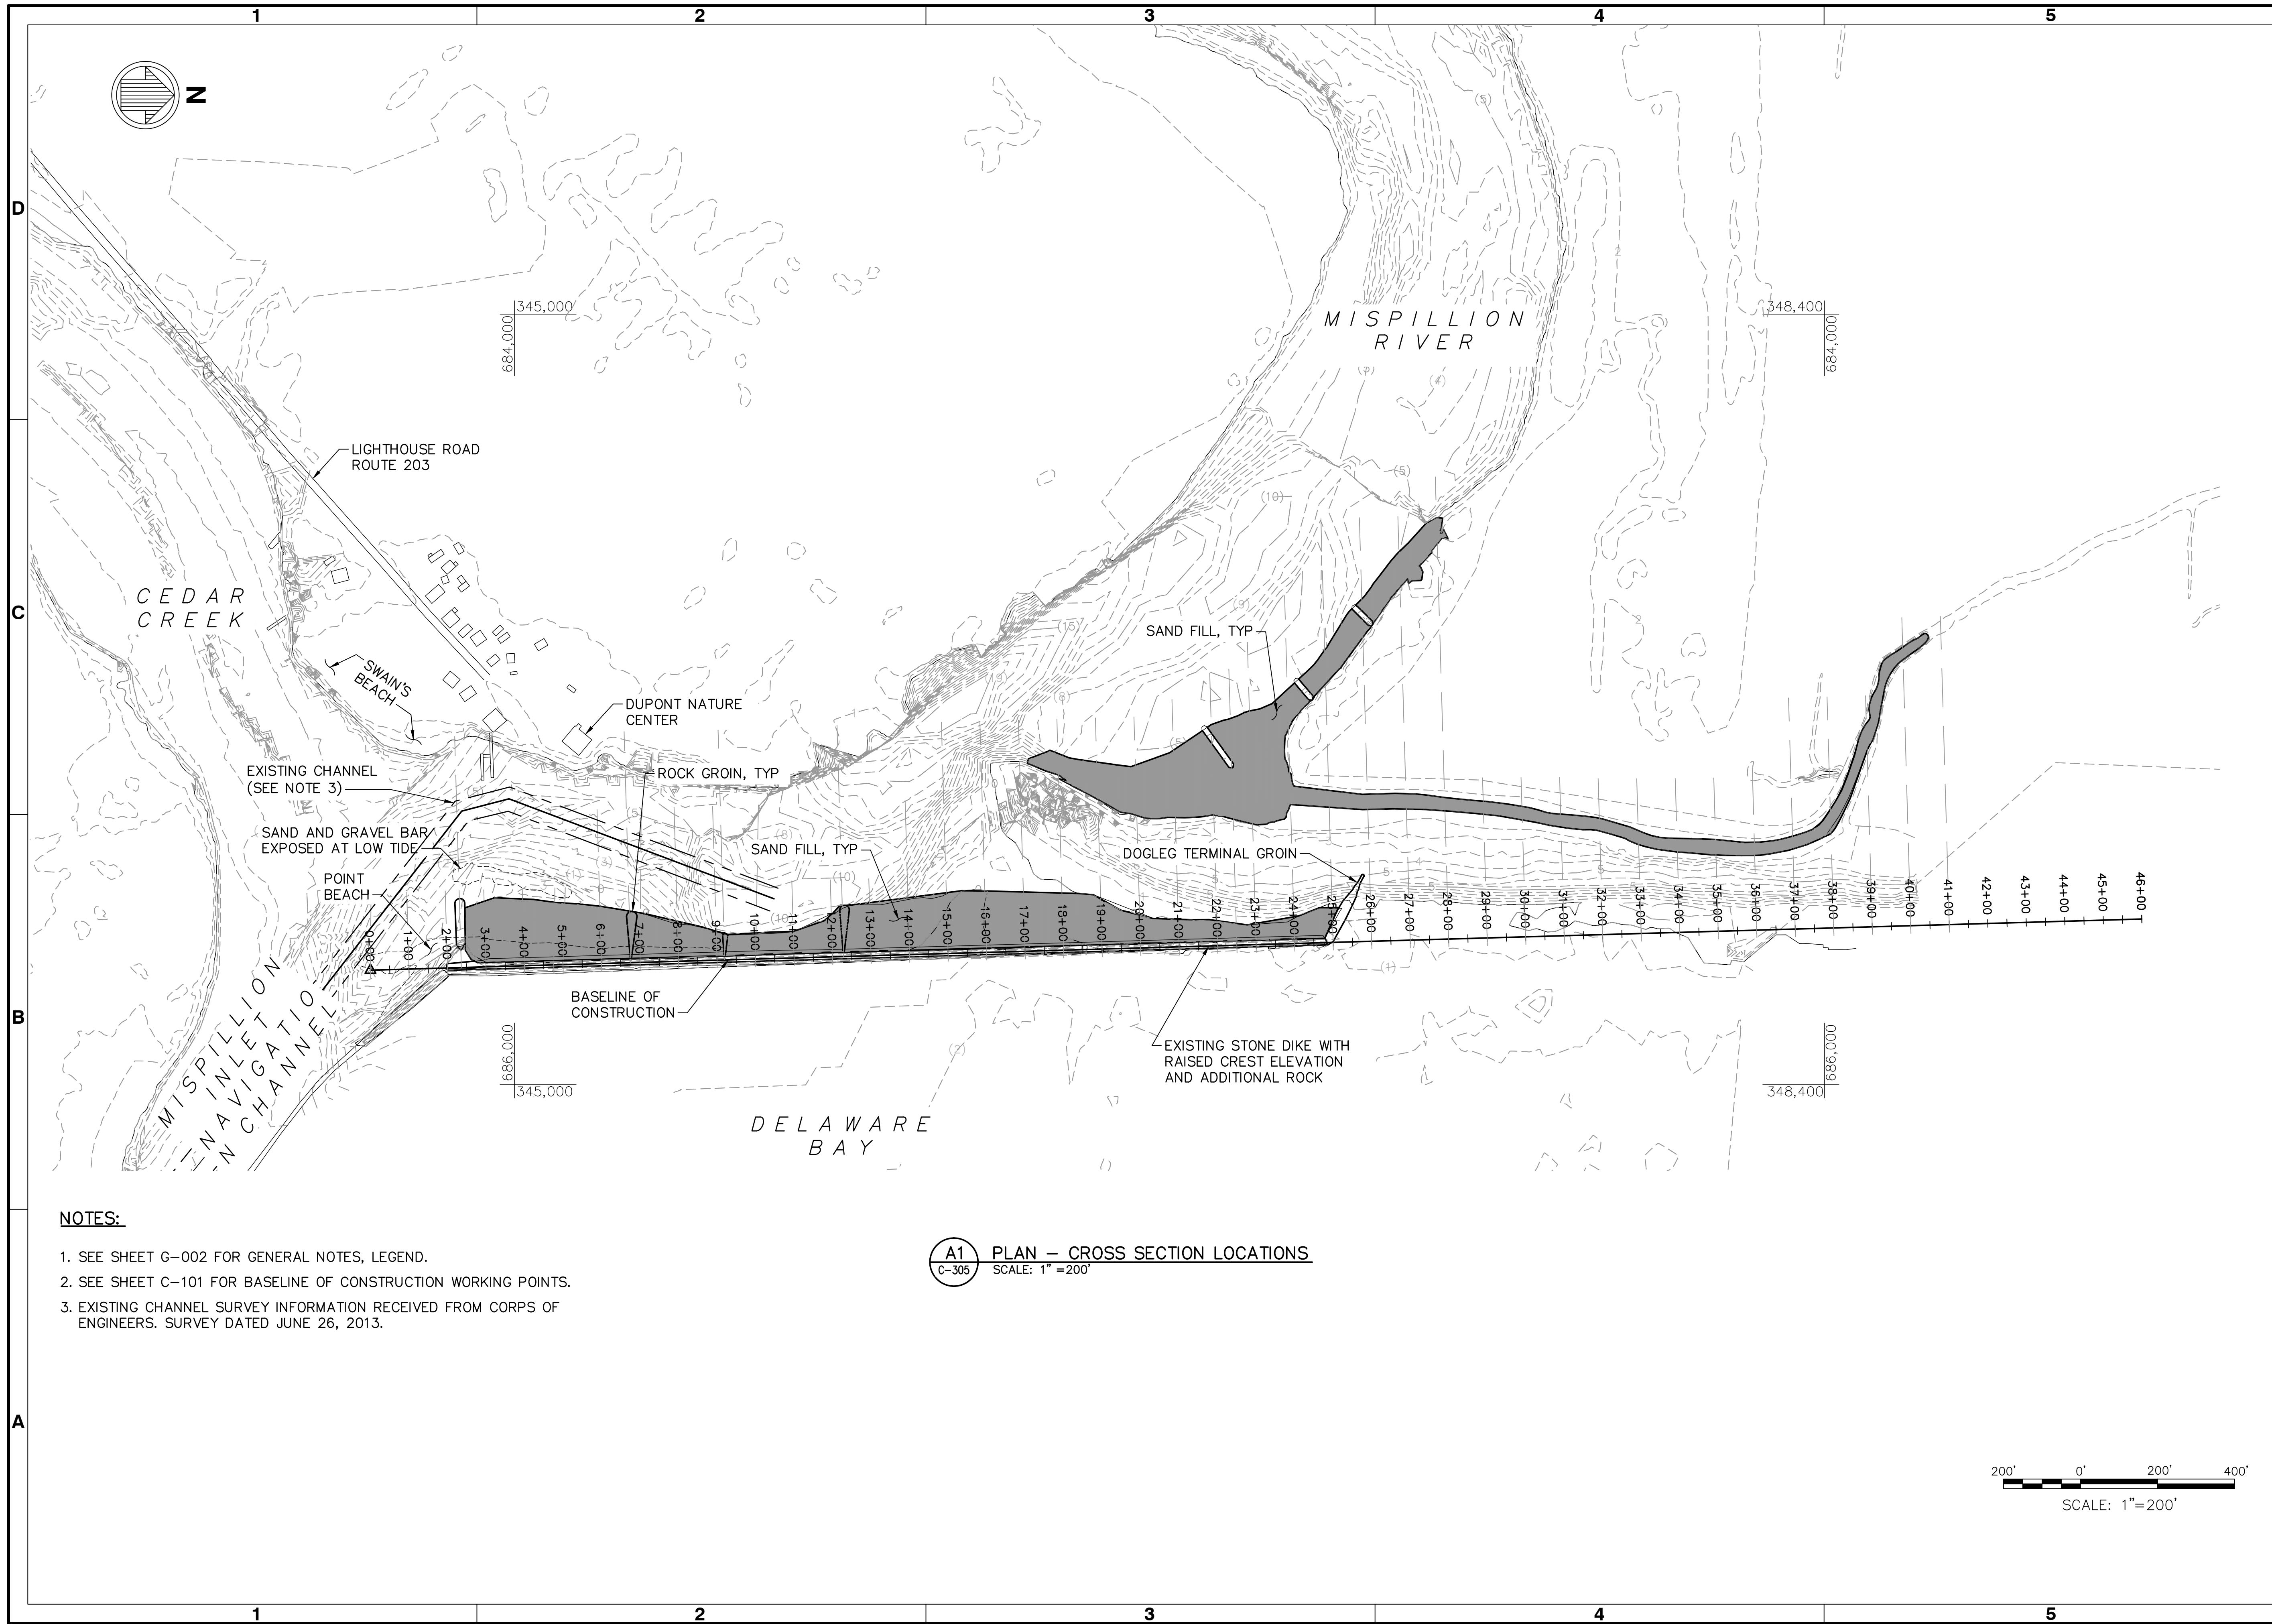 1 2 3 4 5
N
D
345,000
684,000
348,400
684,000
MISPILLION
RIVER
(5)
2
(5)
(4)
LIGHTHOUSE ROAD
ROUTE 203
(5)
(10)
C
CEDAR
CREEK
(9)
(15)
SAND FILL, TYP
SWAIN'S
BEACH
DUPONT NATURE
CENTER
EXISTING CHANNEL
(SEE NOTE 3)
ROCK GROIN, TYP
SAND AND GRAVEL BAR
EXPOSED AT LOW TIDE
SAND FILL, TYP
DOGLEG TERMINAL GROIN
POINT
BEACH
(10)
0+00
1+00
2+00
3+00
4+00
5+00
6+00
7+00
8+00
9+00
10+00
11+00
12+00
13+00
14+00
15+00
16+00
17+00
18+00
19+00
20+00
21+00
22+00
23+00
24+00
25+00
26+00
27+00
28+00
29+00
30+00
31+00
32+00
33+00
34+00
35+00
36+00
37+00
38+00
39+00
40+00
41+00
42+00
43+00
44+00
45+00
46+00
(1)
B
MISPILLION
INLET
NAVIGATIO
N CHANNEL
BASELINE OF
CONSTRUCTION
EXISTING STONE DIKE WITH
RAISED CREST ELEVATION
AND ADDITIONAL ROCK
686,000
345,000
686,000
348,400
DELAWARE
BAY
NOTES:
1. SEE SHEET G-002 FOR GENERAL NOTES, LEGEND.
2. SEE SHEET C-101 FOR BASELINE OF CONSTRUCTION WORKING POINTS.
3. EXISTING CHANNEL SURVEY INFORMATION RECEIVED FROM CORPS OF
ENGINEERS. SURVEY DATED JUNE 26, 2013.
A1
C-305
PLAN – CROSS SECTION LOCATIONS
SCALE: 1" =200'
A
200' 0' 200' 400'
SCALE: 1"=200'
1 2 3 4 5